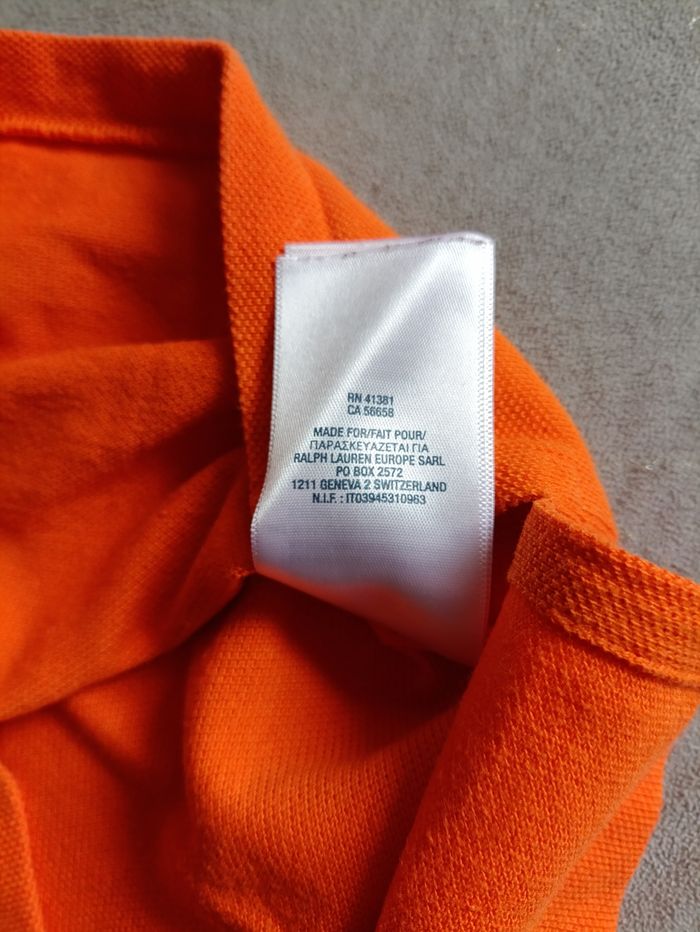 RN 41381
CA 56658
MADE FOR/FAIT POUR/
ΠΑΡΑΣΚΕΥΑΖΕΤΑΙ ΓΙΑ
RALPH LAUREN EUROPE SARL
PO BOX 2572
1211 GENEVA 2 SWITZERLAND
N.I.F. : IT03945310963